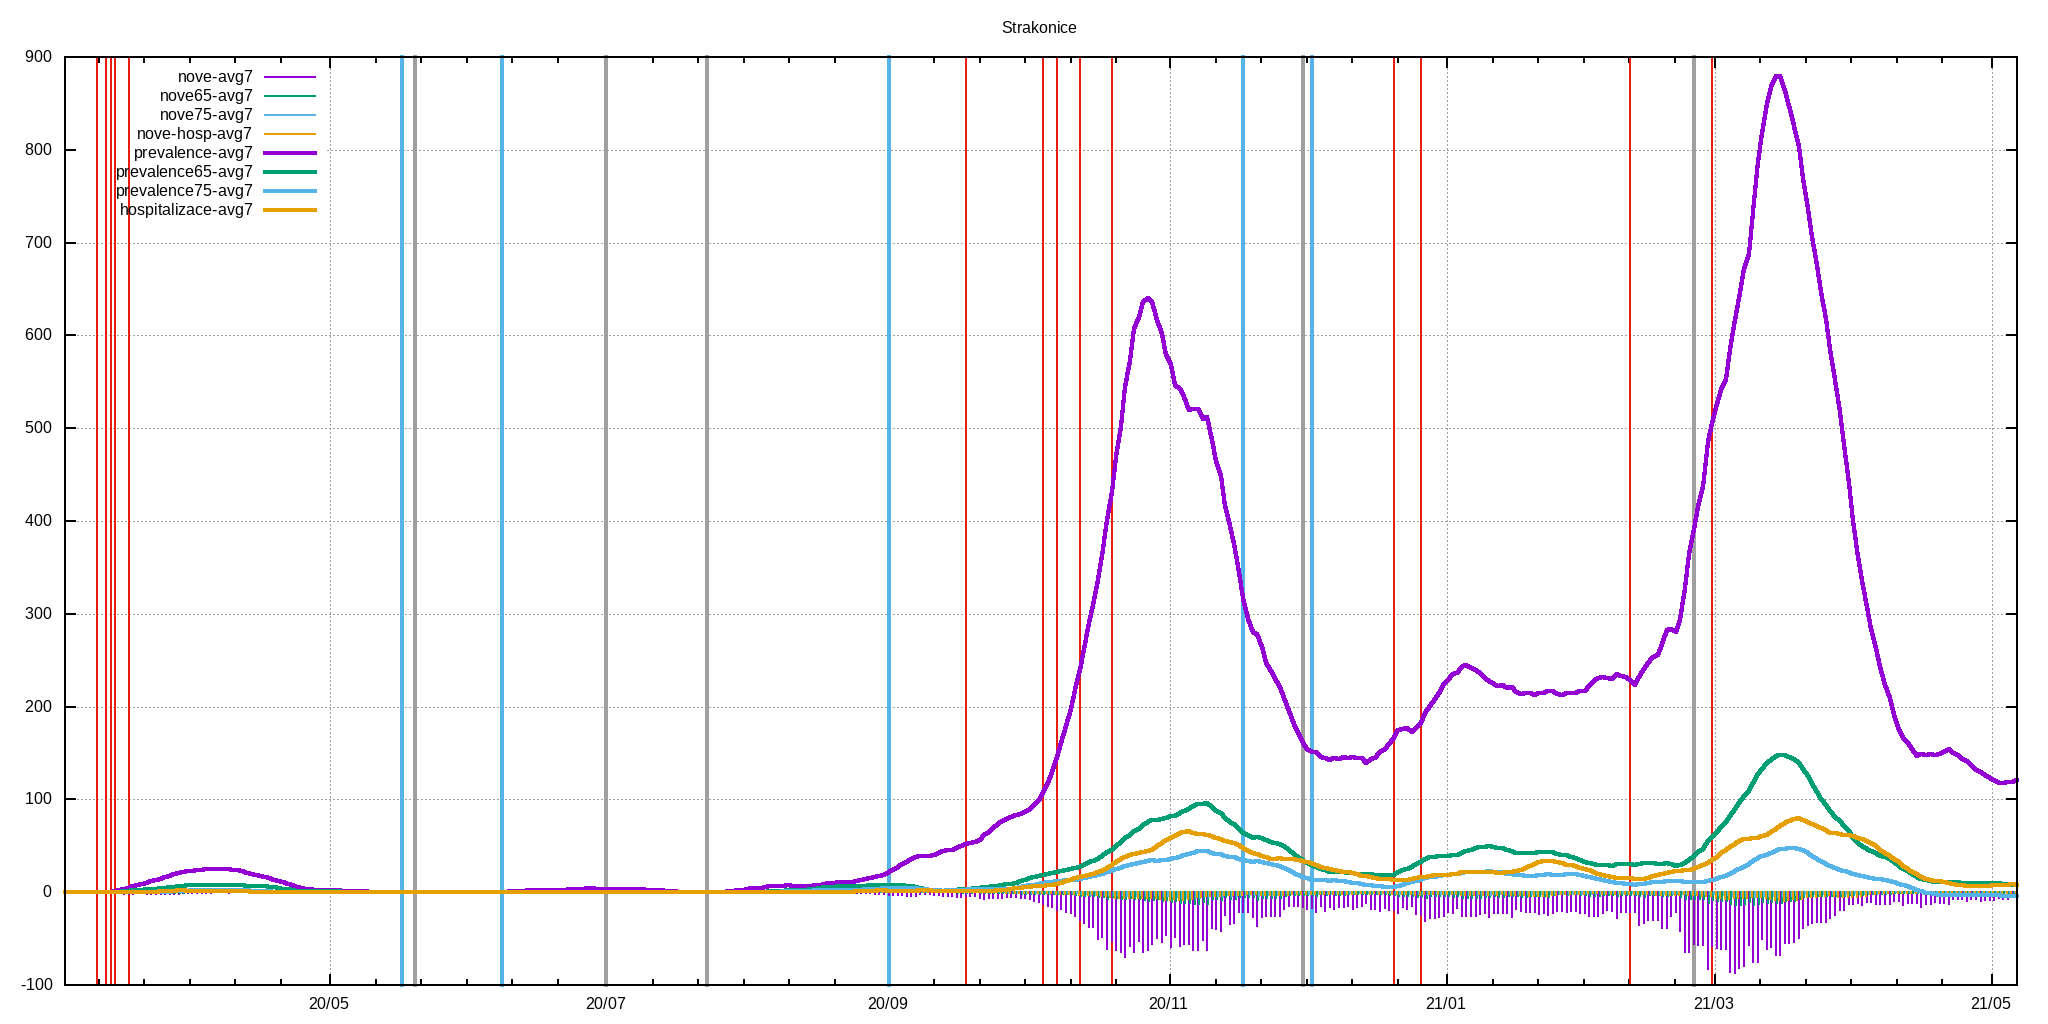 Strakonice
900
800
700
600
500
400
300
200
100
0
-100
nove-avg7
nove65-avg7
nove75-avg7
nove-hosp-avg7
prevalence-avg7
prevalence65-avg7
prevalence75-avg7
hospitalizace-avg7
20/05
20/07
20/09
20/11
21/01
21/03
21/05